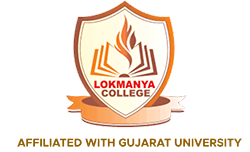 LOKMANYA
COLLEGE
AFFILIATED WITH GUJARAT UNIVERSITY